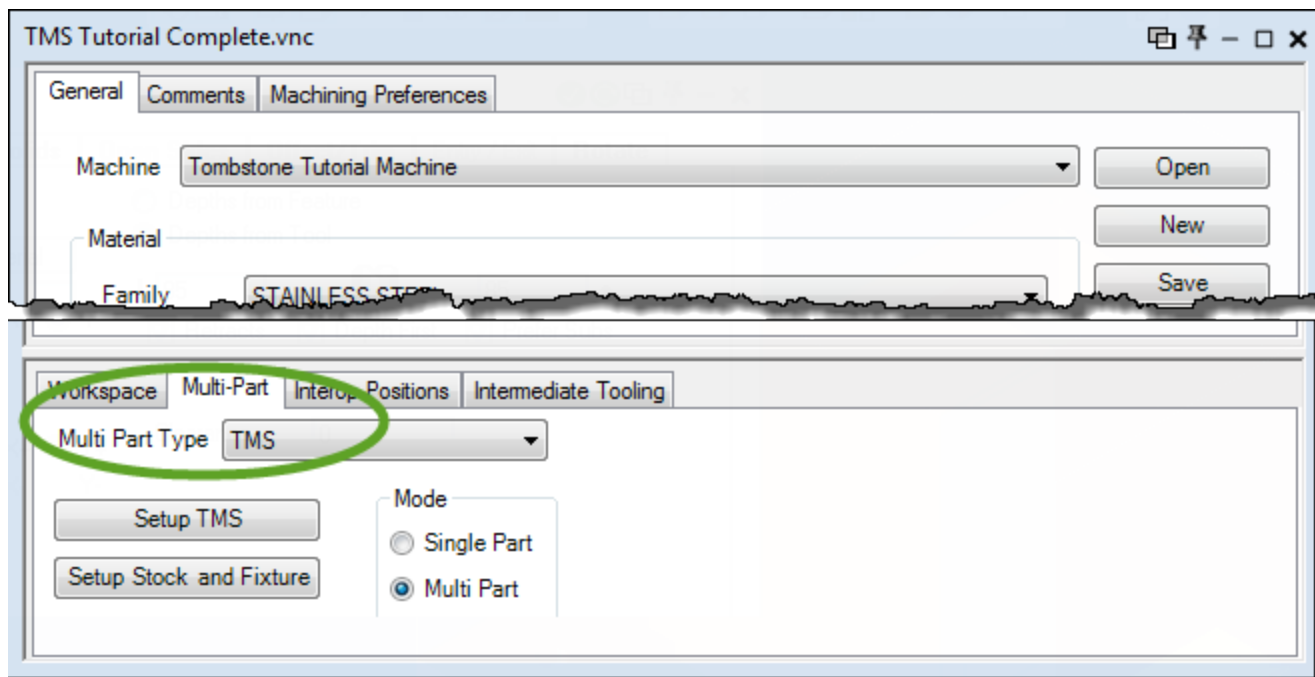 TMS Tutorial Complete.vnc
General Comments Machining Preferences
Machine Tombstone Tutorial Machine Open
New
Material
Family STAINLESS STEEL Save
Workspace Multi-Part Interop Positions Intermediate Tooling
Multi Part Type TMS
Mode
Setup TMS
Single Part
Setup Stock and Fixture
Multi Part